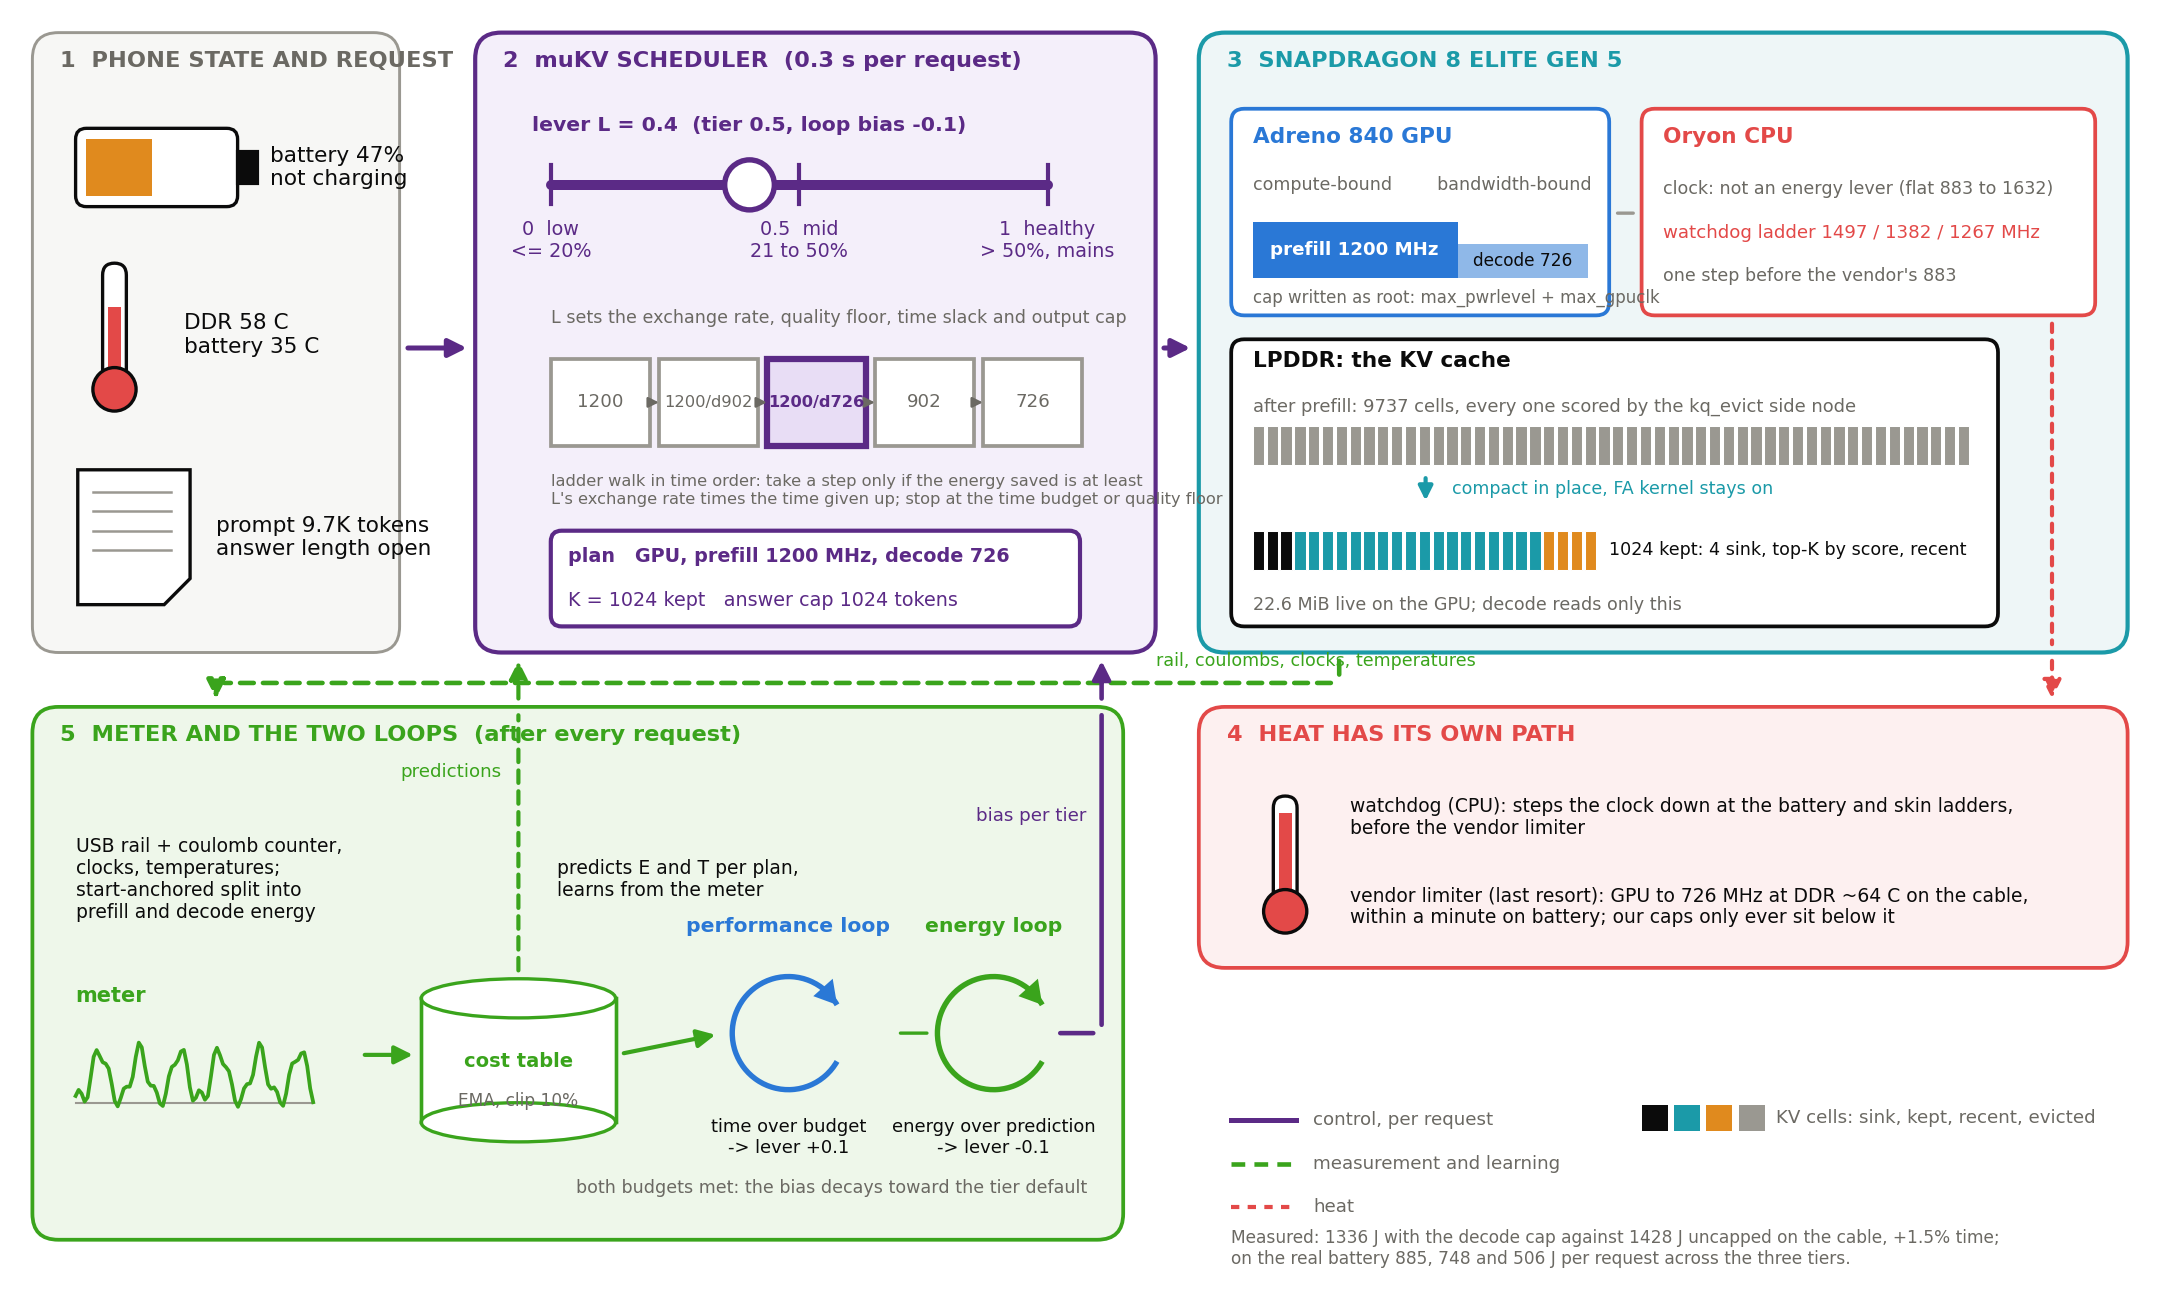 1  PHONE STATE AND REQUEST
battery 47%
not charging
DDR 58 C
battery 35 C
prompt 9.7K tokens
answer length open
2  muKV SCHEDULER  (0.3 s per request)
lever L = 0.4  (tier 0.5, loop bias -0.1)
0  low
<= 20%
0.5  mid
21 to 50%
1  healthy
> 50%, mains
L sets the exchange rate, quality floor, time slack and output cap
1200
1200/d902
1200/d726
902
726
ladder walk in time order: take a step only if the energy saved is at least
L's exchange rate times the time given up; stop at the time budget or quality floor
plan   GPU, prefill 1200 MHz, decode 726
K = 1024 kept   answer cap 1024 tokens
3  SNAPDRAGON 8 ELITE GEN 5
Adreno 840 GPU
compute-bound
bandwidth-bound
prefill 1200 MHz
decode 726
cap written as root: max_pwrlevel + max_gpuclk
Oryon CPU
clock: not an energy lever (flat 883 to 1632)
watchdog ladder 1497 / 1382 / 1267 MHz
one step before the vendor's 883
LPDDR: the KV cache
after prefill: 9737 cells, every one scored by the kq_evict side node
compact in place, FA kernel stays on
1024 kept: 4 sink, top-K by score, recent
22.6 MiB live on the GPU; decode reads only this
rail, coulombs, clocks, temperatures
5  METER AND THE TWO LOOPS  (after every request)
predictions
bias per tier
USB rail + coulomb counter,
clocks, temperatures;
start-anchored split into
prefill and decode energy
predicts E and T per plan,
learns from the meter
performance loop
energy loop
meter
cost table
EMA, clip 10%
time over budget
-> lever +0.1
energy over prediction
-> lever -0.1
both budgets met: the bias decays toward the tier default
4  HEAT HAS ITS OWN PATH
watchdog (CPU): steps the clock down at the battery and skin ladders,
before the vendor limiter
vendor limiter (last resort): GPU to 726 MHz at DDR ~64 C on the cable,
within a minute on battery; our caps only ever sit below it
control, per request
KV cells: sink, kept, recent, evicted
measurement and learning
heat
Measured: 1336 J with the decode cap against 1428 J uncapped on the cable, +1.5% time;
on the real battery 885, 748 and 506 J per request across the three tiers.